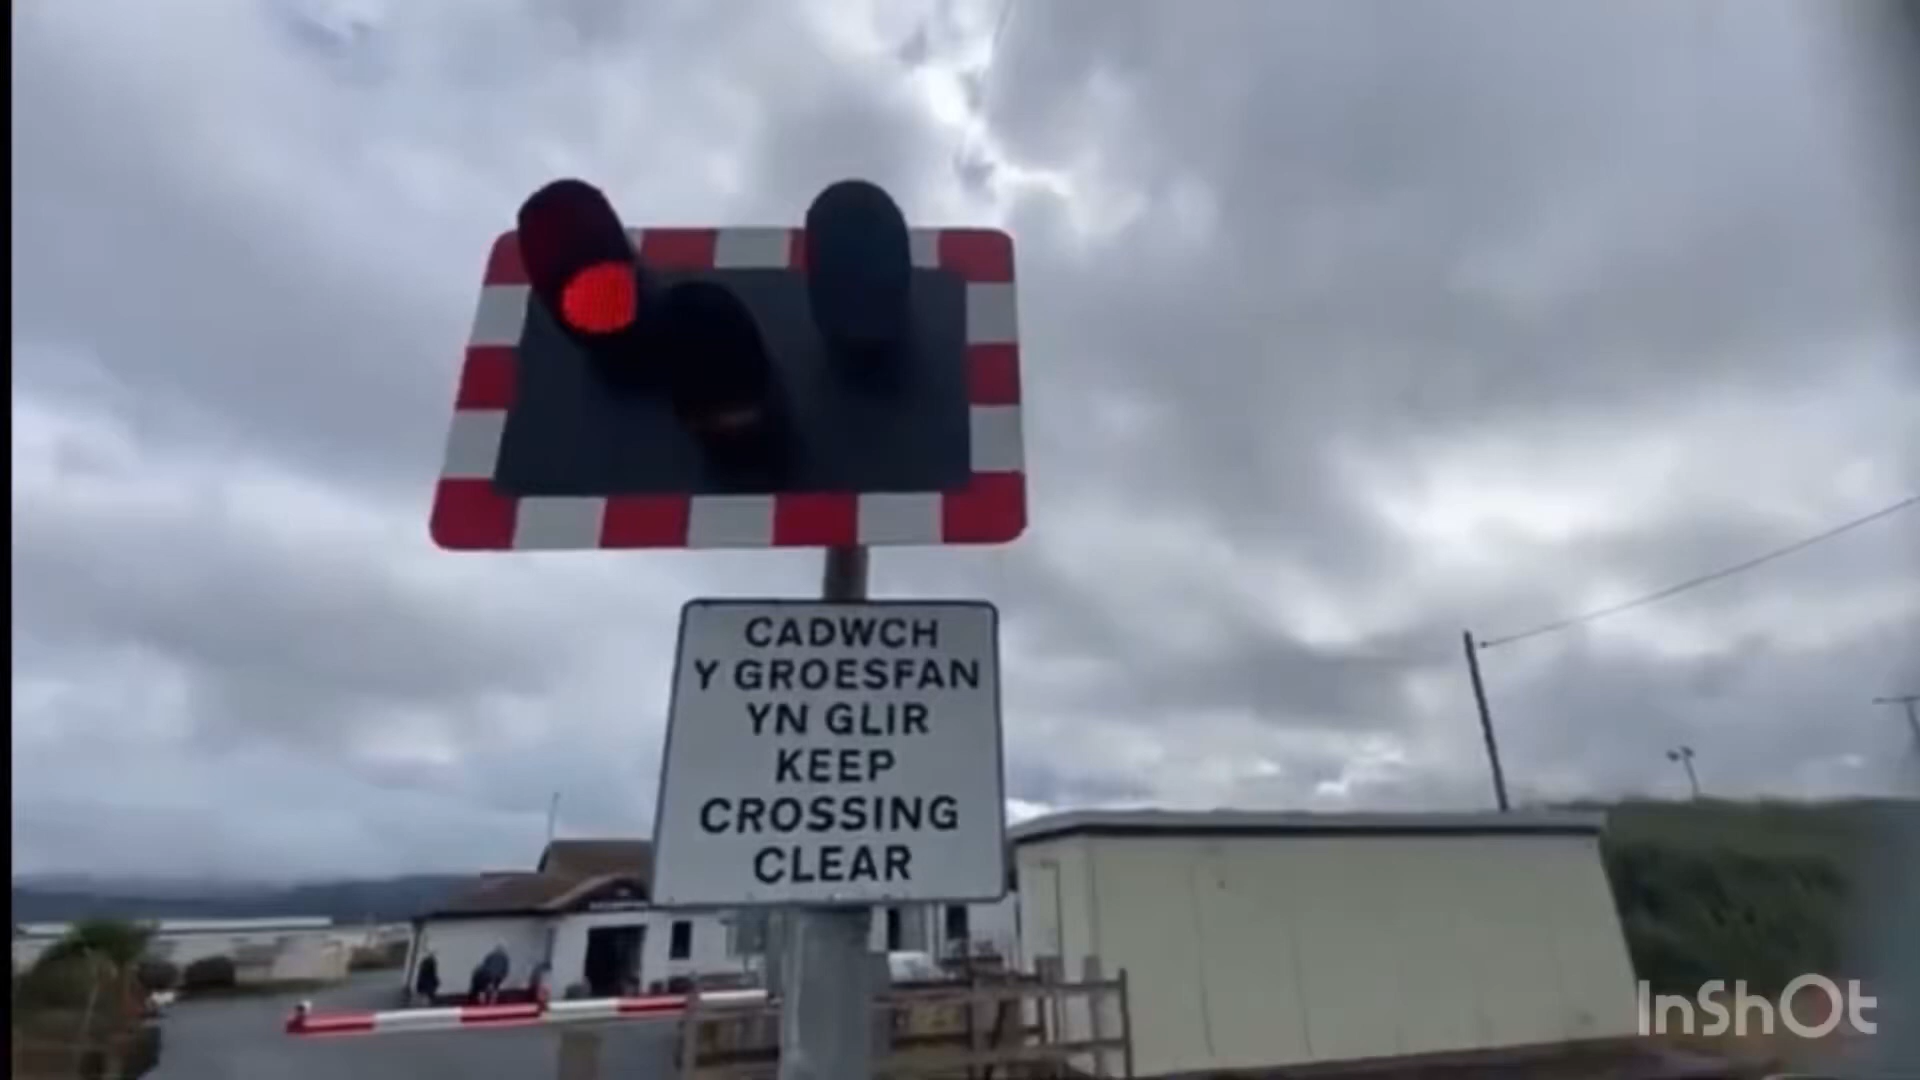 CADWCH
Y GROESFAN
YN GLIR
KEEP
CROSSING
CLEAR
InShOt